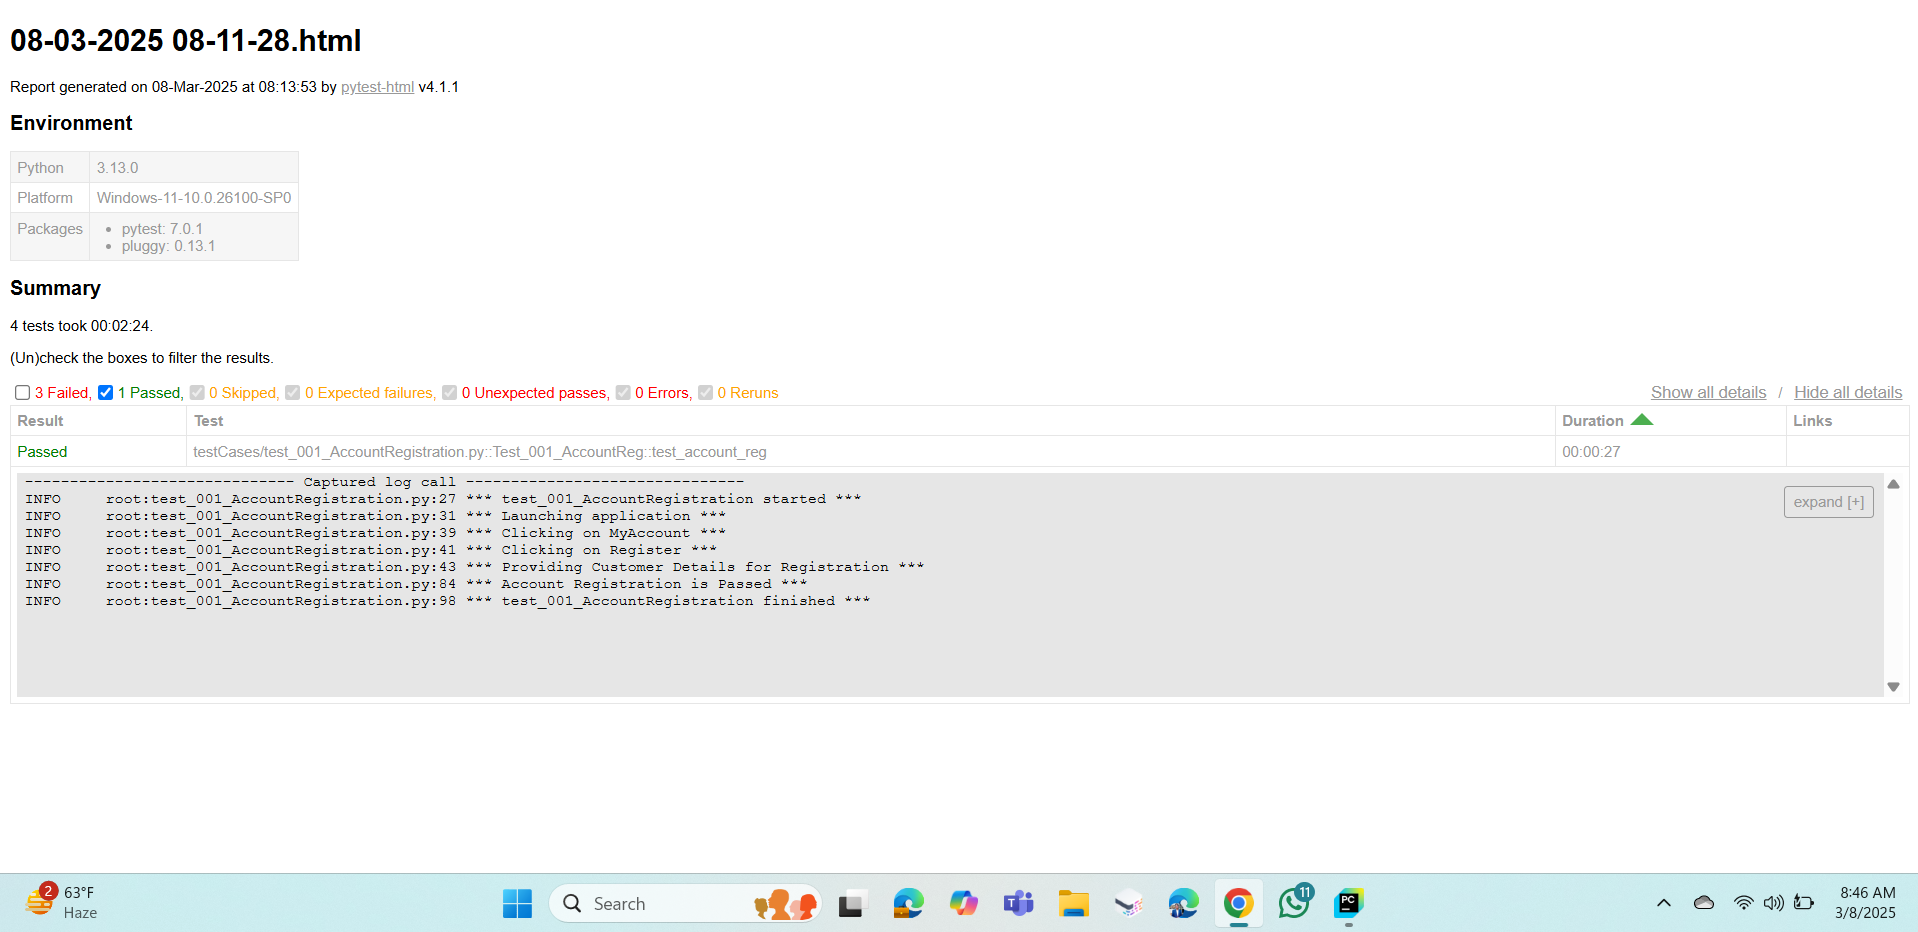 08-03-2025 08-11-28.html
Report generated on 08-Mar-2025 at 08:13:53 by pytest-html v4.1.1
Environment
Python 3.13.0
Platform Windows-11-10.0.26100-SP0
Packages
• pytest: 7.0.1
• pluggy: 0.13.1
Summary
4 tests took 00:02:24.
(Un)check the boxes to filter the results.
3 Failed, 1 Passed, 0 Skipped, 0 Expected failures, 0 Unexpected passes, 0 Errors, 0 Reruns Show all details / Hide all details
Result Test Duration Links
Passed testCases/test_001_AccountRegistration.py::Test_001_AccountReg::test_account_reg 00:00:27
------------------------------ Captured log call -------------------------------
INFO     root:test_001_AccountRegistration.py:27 *** test_001_AccountRegistration started ***
INFO     root:test_001_AccountRegistration.py:31 *** Launching application ***
INFO     root:test_001_AccountRegistration.py:39 *** Clicking on MyAccount ***
INFO     root:test_001_AccountRegistration.py:41 *** Clicking on Register ***
INFO     root:test_001_AccountRegistration.py:43 *** Providing Customer Details for Registration ***
INFO     root:test_001_AccountRegistration.py:84 *** Account Registration is Passed ***
INFO     root:test_001_AccountRegistration.py:98 *** test_001_AccountRegistration finished ***
expand [+]
2
63°F
Haze
Search
T
11
PC
8:46 AM
3/8/2025